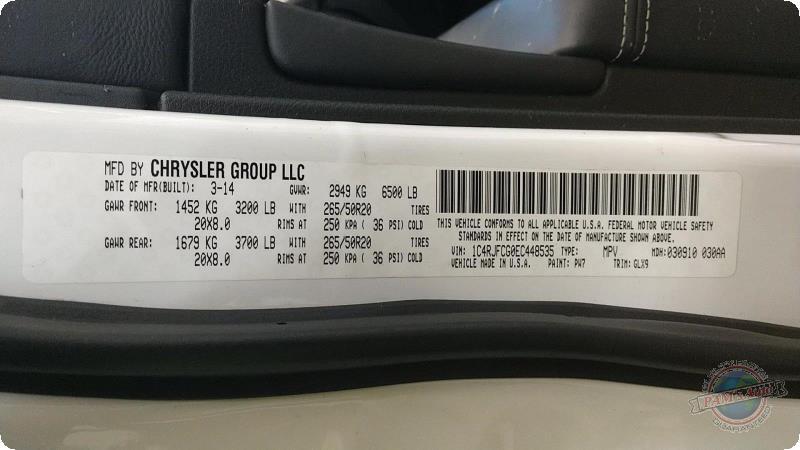 MFD BY CHRYSLER GROUP LLC
DATE OF MFR(BUILT): 3-14 GVWR: 2949 KG 6500 LB
GAWR FRONT: 1452 KG 3200 LB WITH 265/50R20 TIRES
20X8.0 RIMS AT 250 KPA ( 36 PSI) COLD
GAWR REAR: 1679 KG 3700 LB WITH 265/50R20 TIRES
20X8.0 RIMS AT 250 KPA ( 36 PSI) COLD
THIS VEHICLE CONFORMS TO ALL APPLICABLE U.S.A. FEDERAL MOTOR VEHICLE SAFETY
STANDARDS IN EFFECT ON THE DATE OF MANUFACTURE SHOWN ABOVE.
VIN: 1C4RJFCG0EC448535 TYPE: MPV MDH:030910 030AA
VEHICLE MADE IN U.S.A. PAINT: PW7 TRIM: GLX9
PAM'S AUTO
GUARANTEED